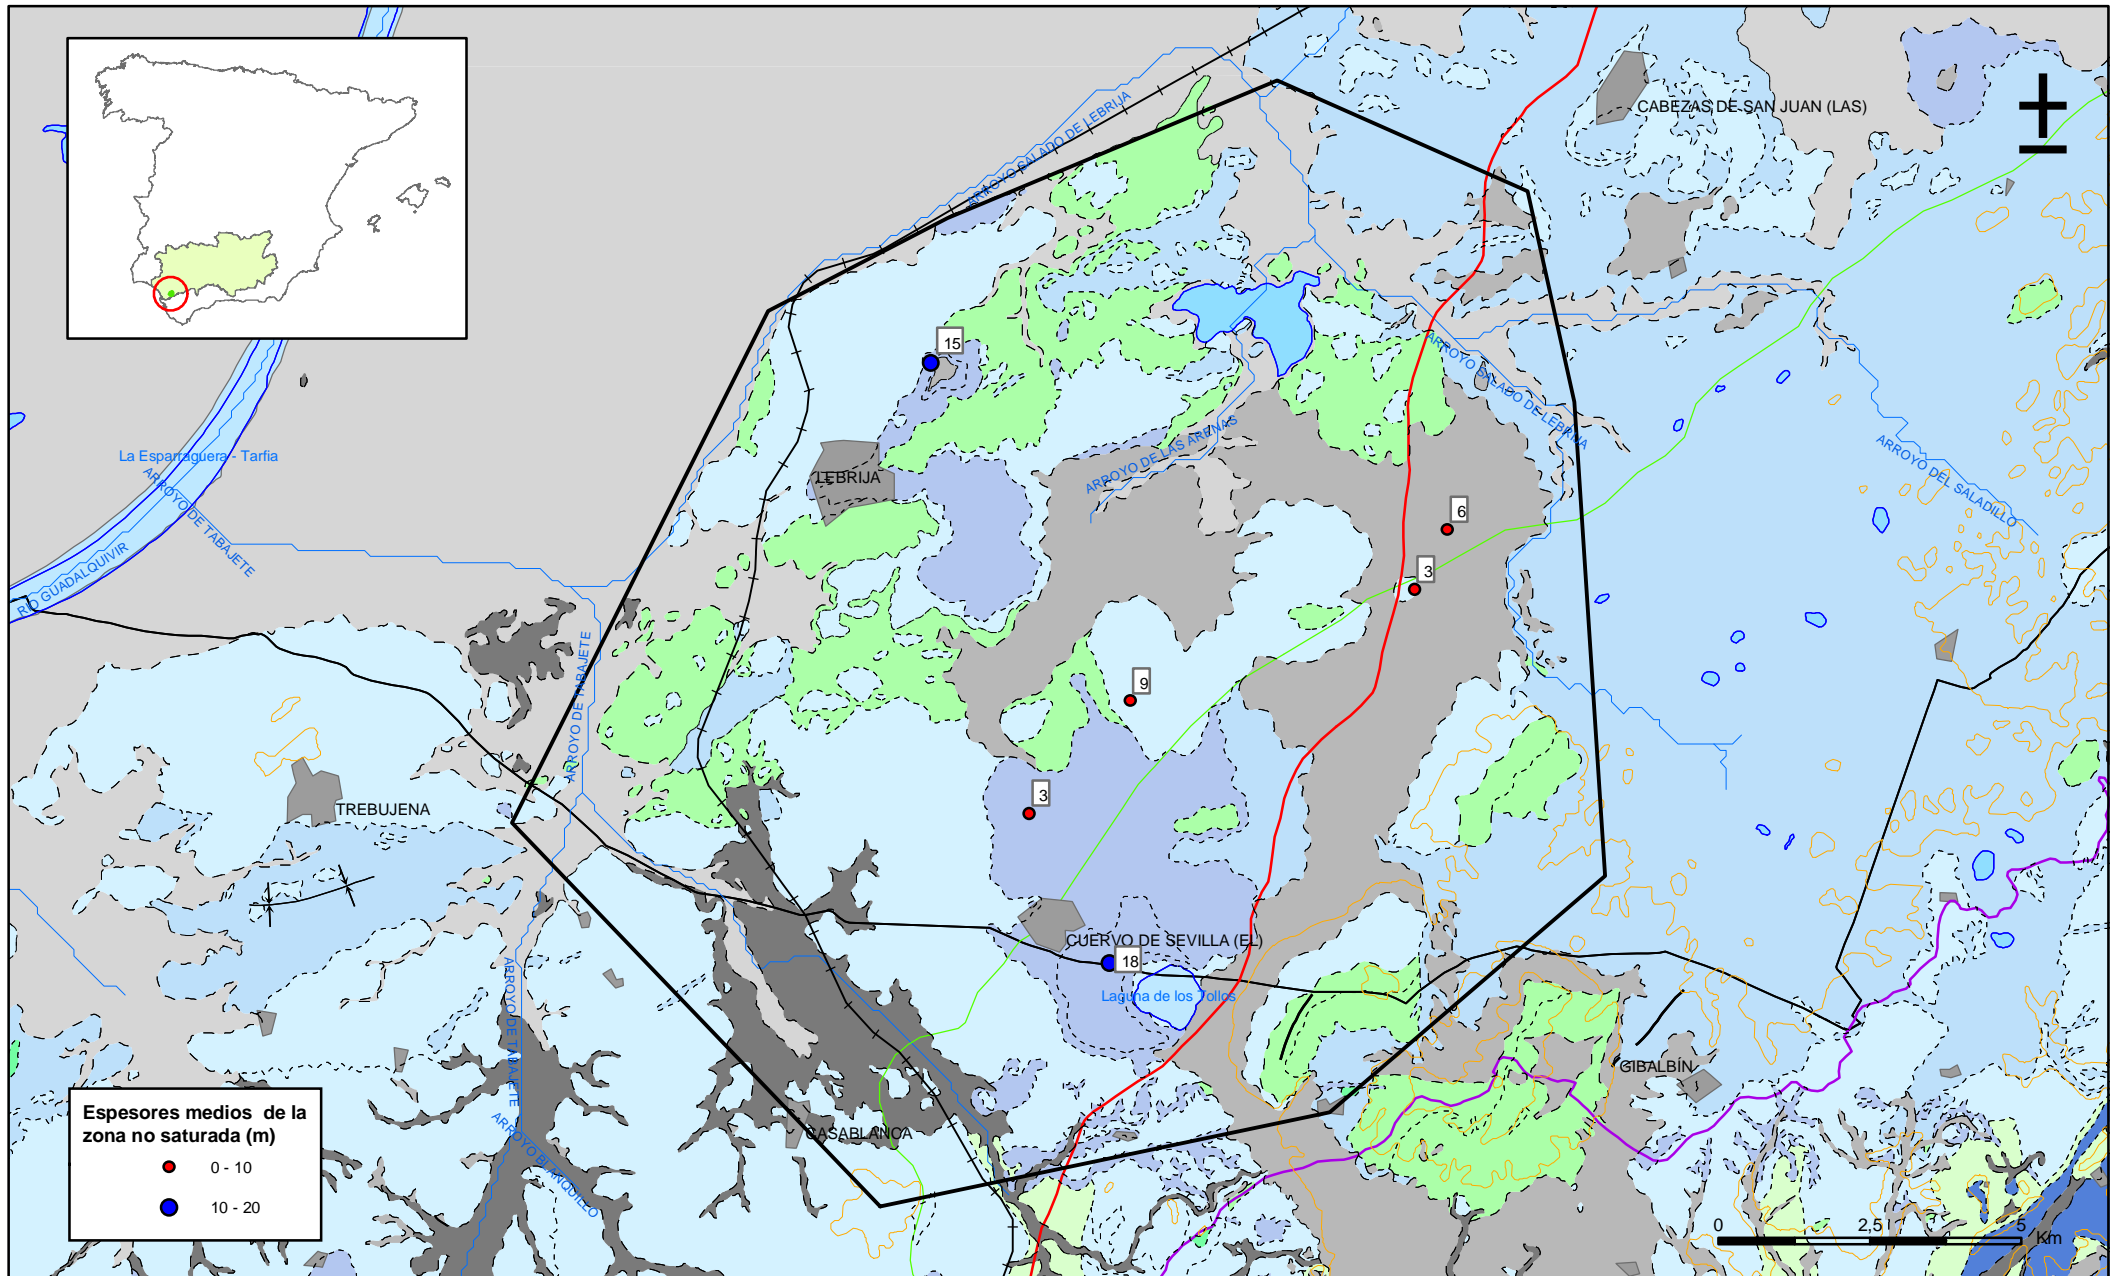 CABEZAS DE SAN JUAN (LAS)
ARROYO SALADO DE LEBRIJA
15
ARROYO SALADO DE LEBRIJA
La Esparraguera - Tarfia
ARROYO DE TABAJETE
LEBRIJA
ARROYO DE LAS ARENAS
ARROYO DEL SALADILLO
6
RIO GUADALQUIVIR
3
ARROYO DE TABAJETE
9
TREBUJENA
3
CUERVO DE SEVILLA (EL)
18
Laguna de los Tollos
ARROYO DE TABAJETE
GIBALBÍN
CASABLANCA
ARROYO BLANQUILLO
Espesores medios de la
zona no saturada (m)
0 - 10
10 - 20
0 2,5 5
Km